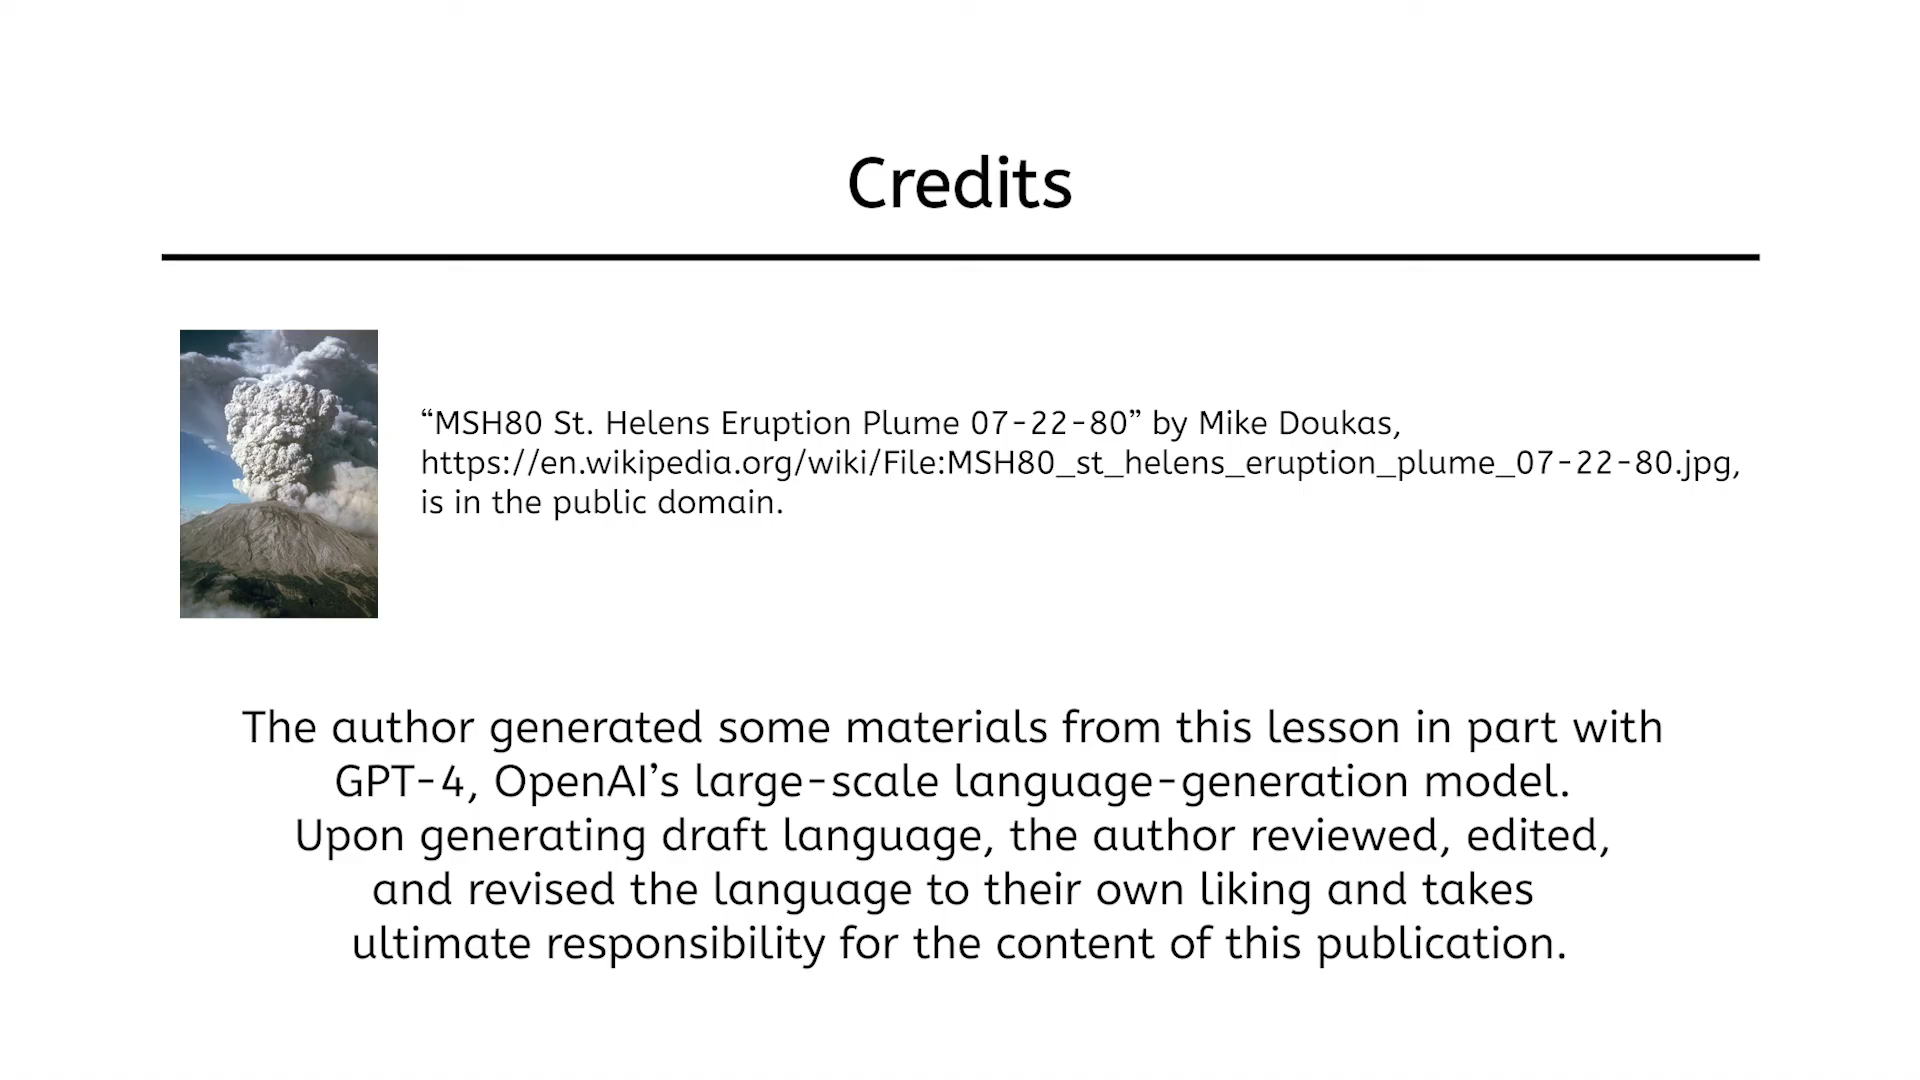 Credits
“MSH80 St. Helens Eruption Plume 07-22-80” by Mike Doukas,
https://en.wikipedia.org/wiki/File:MSH80_st_helens_eruption_plume_07-22-80.jpg,
is in the public domain.
The author generated some materials from this lesson in part with
GPT-4, OpenAI’s large-scale language-generation model.
Upon generating draft language, the author reviewed, edited,
and revised the language to their own liking and takes
ultimate responsibility for the content of this publication.